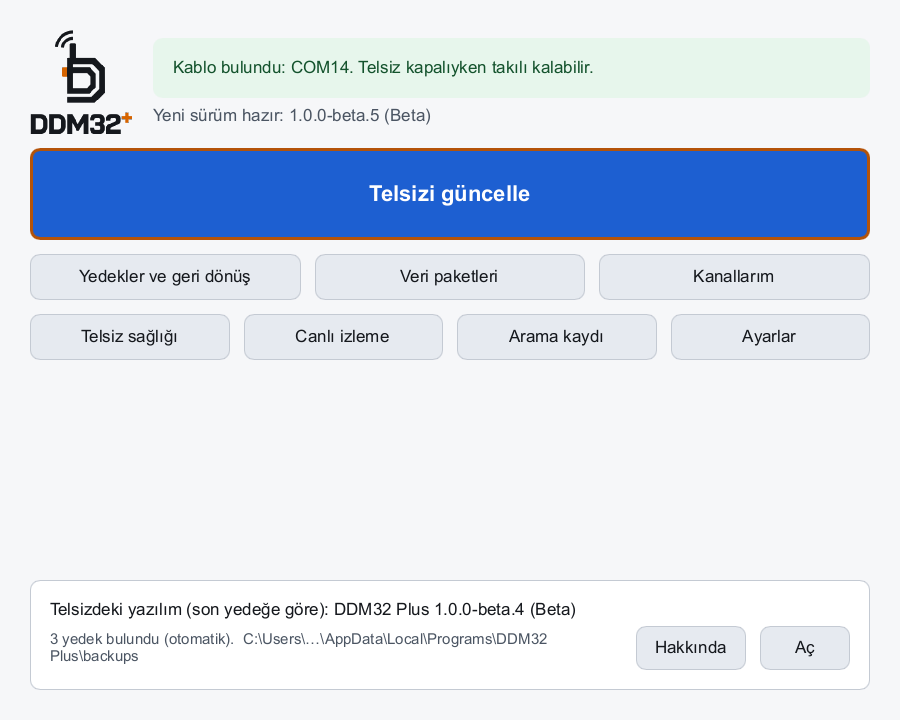 Kablo bulundu: COM14. Telsiz kapalıyken takılı kalabilir.
DDM32+
Yeni sürüm hazır: 1.0.0-beta.5 (Beta)
Telsizi güncelle
Yedekler ve geri dönüş
Veri paketleri
Kanallarım
Telsiz sağlığı
Canlı izleme
Arama kaydı
Ayarlar
Telsizdeki yazılım (son yedeğe göre): DDM32 Plus 1.0.0-beta.4 (Beta)
3 yedek bulundu (otomatik).  C:\Users\...\AppData\Local\Programs\DDM32
Plus\backups
Hakkında
Aç